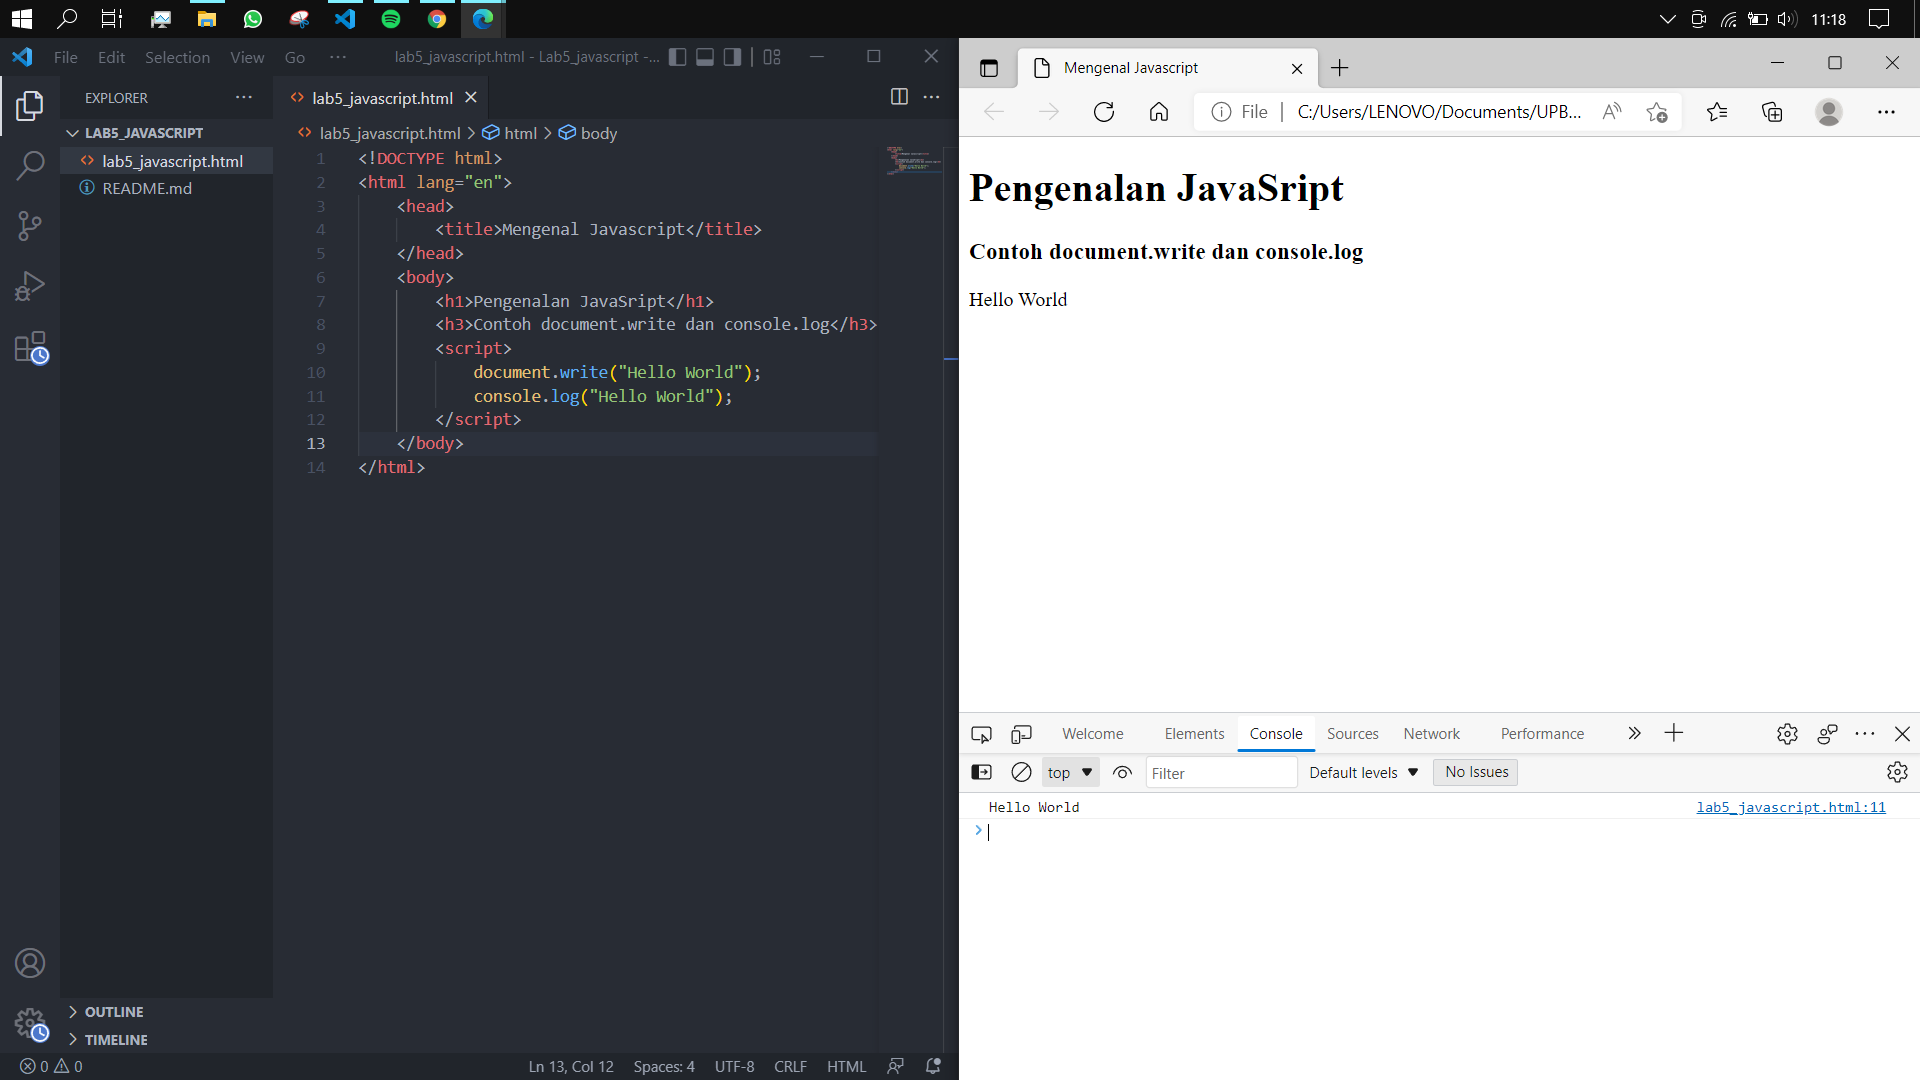 11:18
File Edit Selection View Go ··· lab5_javascript.html - Lab5_javascript -...
EXPLORER ···
LAB5_JAVASCRIPT
lab5_javascript.html
README.md
OUTLINE
TIMELINE
lab5_javascript.html
lab5_javascript.html > html > body
1 <!DOCTYPE html>
2 <html lang="en">
3 <head>
4 <title>Mengenal Javascript</title>
5 </head>
6 <body>
7 <h1>Pengenalan JavaSript</h1>
8 <h3>Contoh document.write dan console.log</h3>
9 <script>
10 document.write("Hello World");
11 console.log("Hello World");
12 </script>
13 </body>
14 </html>
0 0 Ln 13, Col 12 Spaces: 4 UTF-8 CRLF HTML
Mengenal Javascript
File C:/Users/LENOVO/Documents/UPB...
Pengenalan JavaSript
Contoh document.write dan console.log
Hello World
Welcome Elements Console Sources Network Performance
top Filter Default levels No Issues
Hello World lab5_javascript.html:11